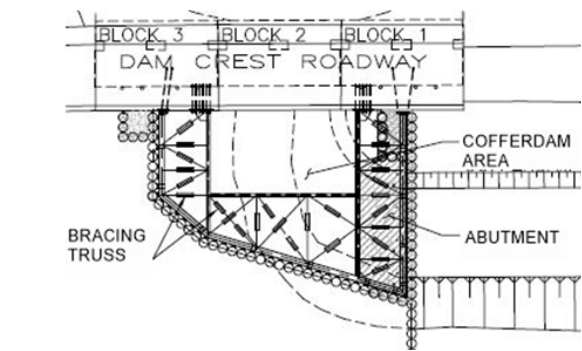 BLOCK 3 BLOCK 2 BLOCK 1
DAM CREST ROADWAY
COFFERDAM
AREA
BRACING
TRUSS
ABUTMENT